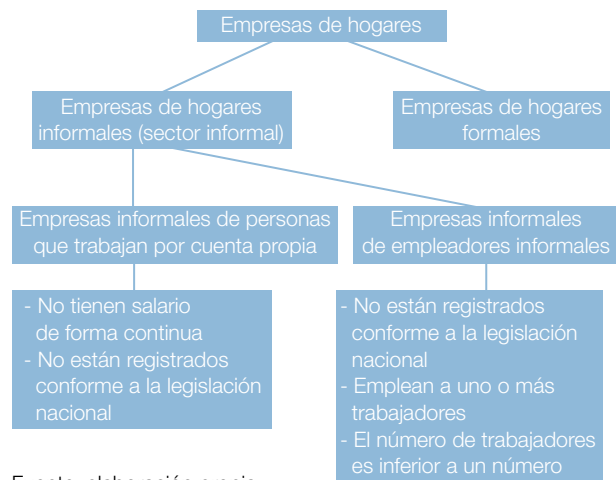 Empresas de hogares
Empresas de hogares
informales (sector informal)
Empresas de hogares
formales
Empresas informales de personas
que trabajan por cuenta propia
Empresas informales
de empleadores informales
- No tienen salario
de forma continua
- No están registrados
conforme a la legislación
nacional
- No están registrados
conforme a la legislación
nacional
- Emplean a uno o más
trabajadores
- El número de trabajadores
es inferior a un número
Fuente: elaboración propia